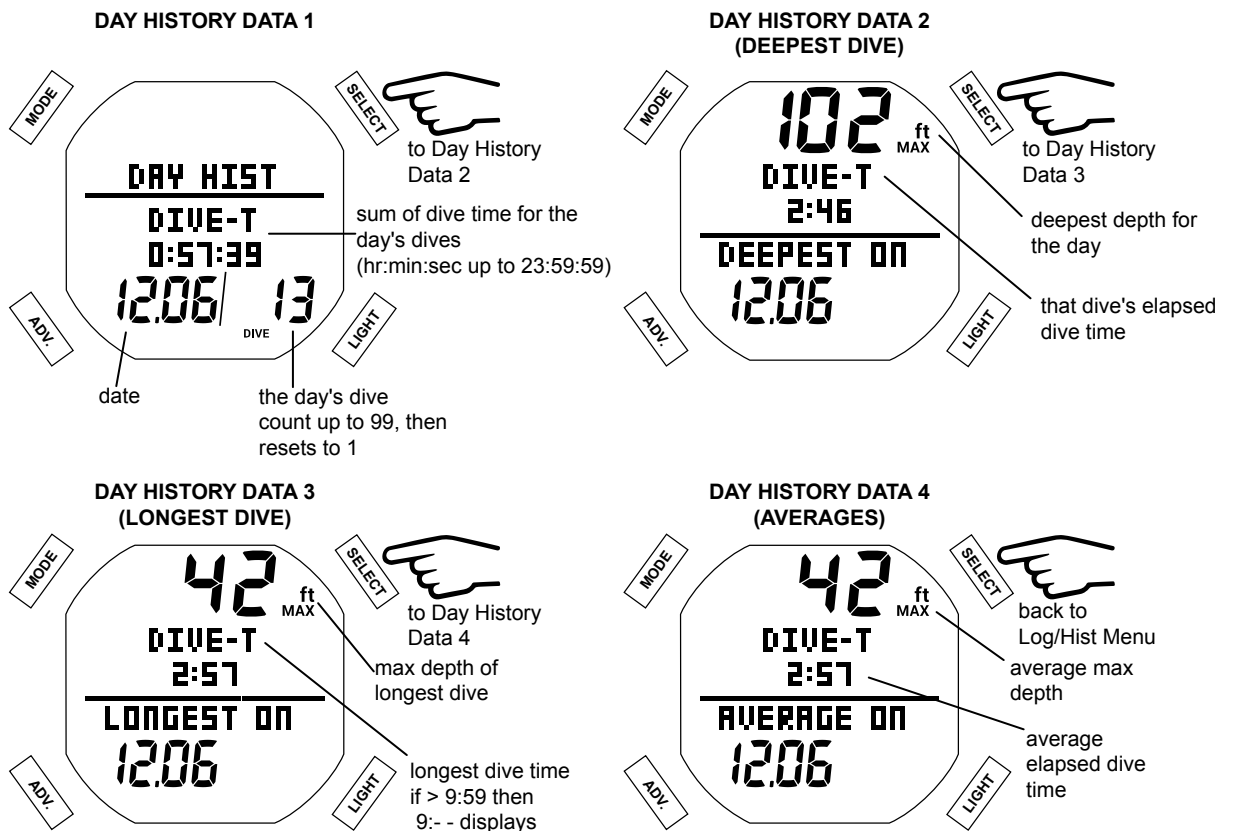 DAY HISTORY DATA 1
MODE
SELECT
to Day History
Data 2
DAY HIST
DIVE-T
0:57:39
12.06
13
DIVE
ADV.
LIGHT
sum of dive time for the
day's dives
(hr:min:sec up to 23:59:59)
date
the day's dive
count up to 99, then
resets to 1
DAY HISTORY DATA 2
(DEEPEST DIVE)
MODE
SELECT
to Day History
Data 3
102
ft
MAX
DIVE-T
2:46
DEEPEST ON
12.06
ADV.
LIGHT
deepest depth for
the day
that dive's elapsed
dive time
DAY HISTORY DATA 3
(LONGEST DIVE)
MODE
SELECT
to Day History
Data 4
42
ft
MAX
DIVE-T
2:57
LONGEST ON
12.06
ADV.
LIGHT
max depth of
longest dive
longest dive time
if > 9:59 then
9:- - displays
DAY HISTORY DATA 4
(AVERAGES)
MODE
SELECT
back to
Log/Hist Menu
42
ft
MAX
DIVE-T
2:57
AVERAGE ON
12.06
ADV.
LIGHT
average max
depth
average
elapsed dive
time